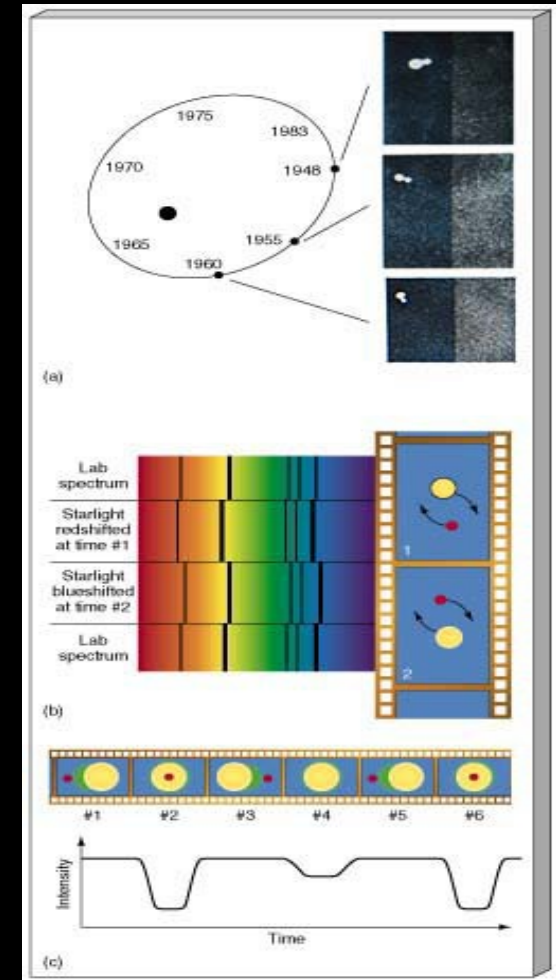 1975
1983
1970
1948
1965
1955
1960
(a)
Lab
spectrum
Starlight
redshifted
at time #1
Starlight
blueshifted
at time #2
Lab
spectrum
1
2
(b)
#1 #2 #3 #4 #5 #6
Intensity
Time
(c)